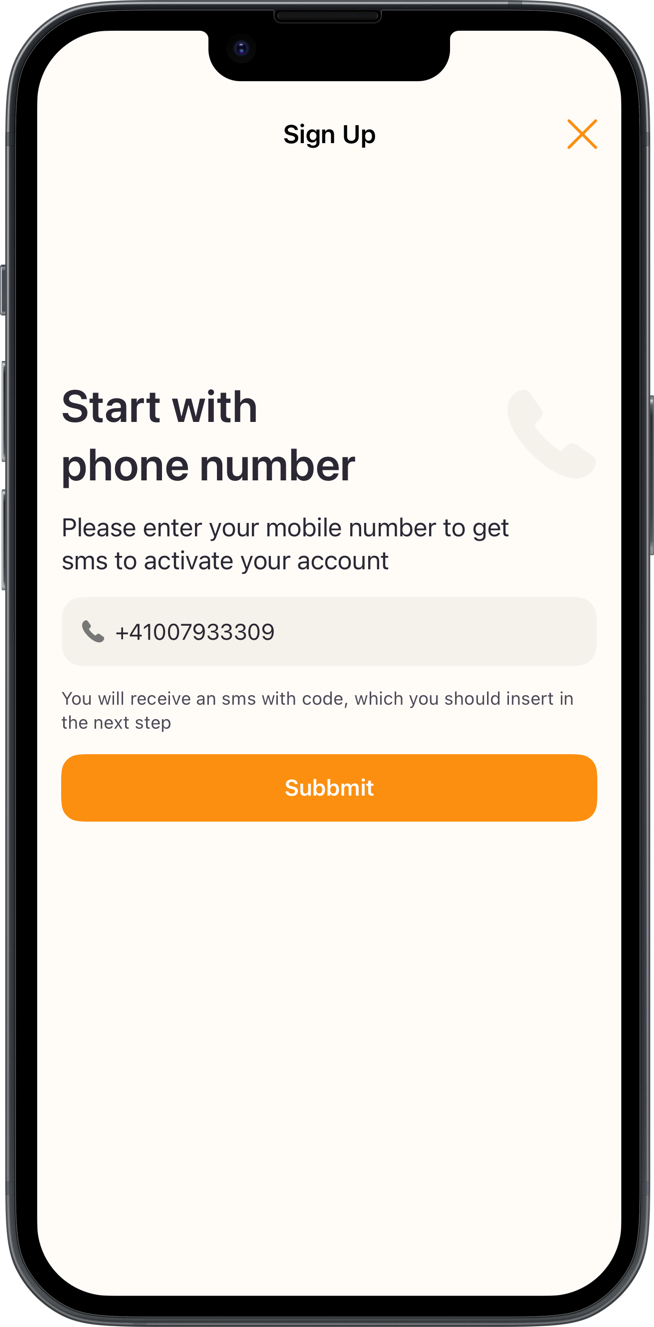 Sign Up
Start with
phone number
Please enter your mobile number to get
sms to activate your account
+41007933309
You will receive an sms with code, which you should insert in
the next step
Subbmit